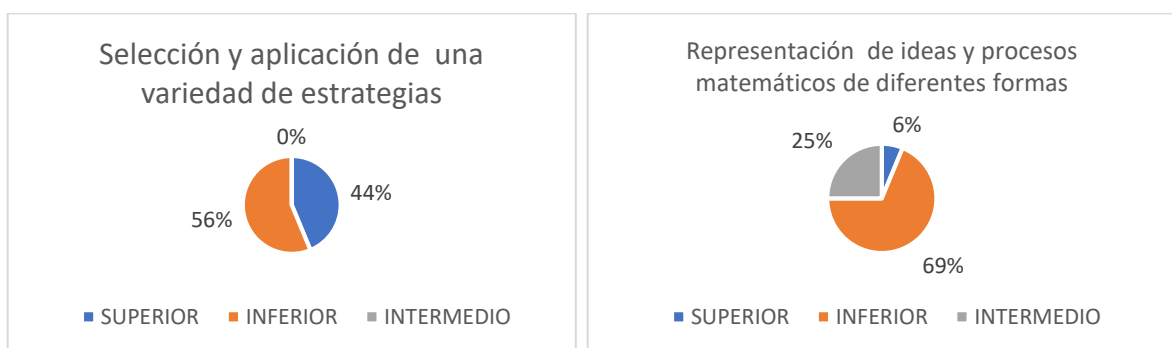 Selección y aplicación de una
variedad de estrategias
0%
44%
56%
SUPERIOR INFERIOR INTERMEDIO
Representación de ideas y procesos
matemáticos de diferentes formas
6%
25%
69%
SUPERIOR INFERIOR INTERMEDIO